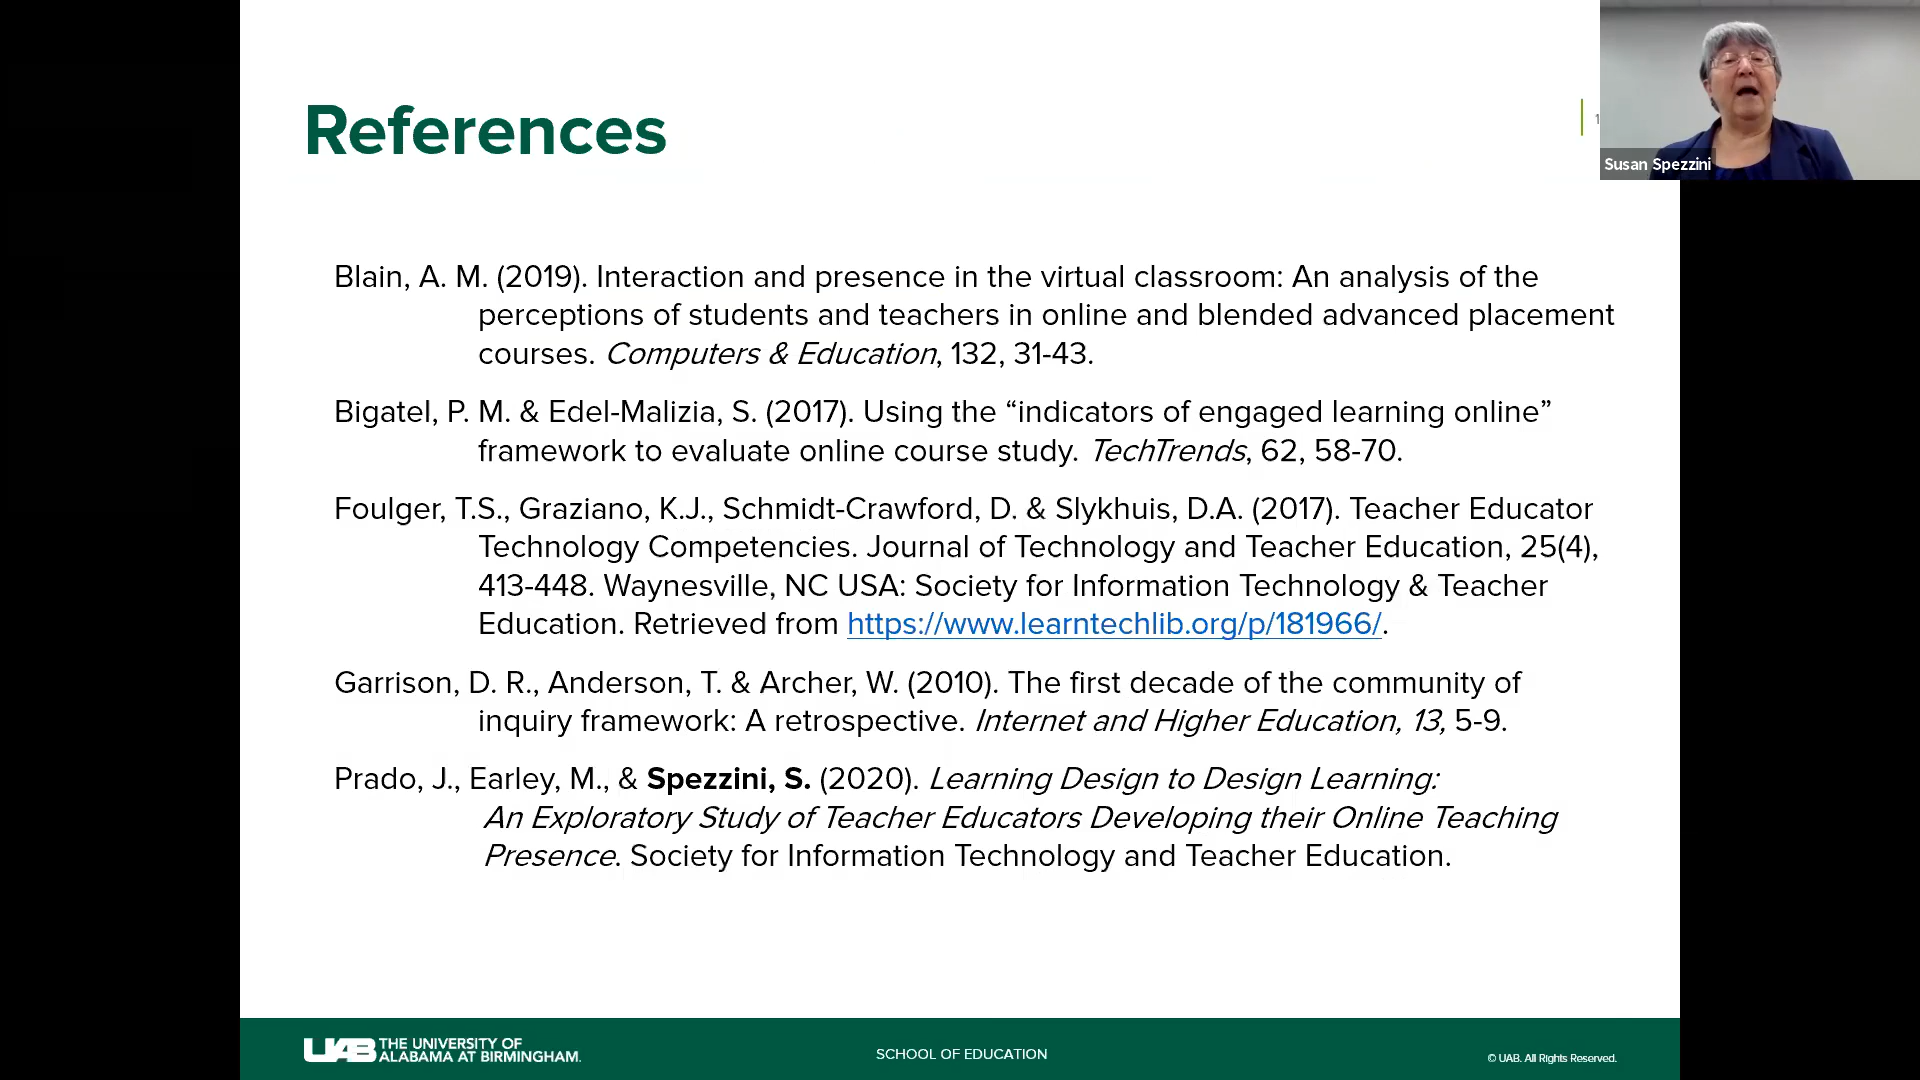 References
1
Susan Spezzini
Blain, A. M. (2019). Interaction and presence in the virtual classroom: An analysis of the
perceptions of students and teachers in online and blended advanced placement
courses. Computers & Education, 132, 31-43.
Bigatel, P. M. & Edel-Malizia, S. (2017). Using the “indicators of engaged learning online”
framework to evaluate online course study. TechTrends, 62, 58-70.
Foulger, T.S., Graziano, K.J., Schmidt-Crawford, D. & Slykhuis, D.A. (2017). Teacher Educator
Technology Competencies. Journal of Technology and Teacher Education, 25(4),
413-448. Waynesville, NC USA: Society for Information Technology & Teacher
Education. Retrieved from https://www.learntechlib.org/p/181966/.
Garrison, D. R., Anderson, T. & Archer, W. (2010). The first decade of the community of
inquiry framework: A retrospective. Internet and Higher Education, 13, 5-9.
Prado, J., Earley, M., & Spezzini, S. (2020). Learning Design to Design Learning:
An Exploratory Study of Teacher Educators Developing their Online Teaching
Presence. Society for Information Technology and Teacher Education.
UAB THE UNIVERSITY OF
ALABAMA AT BIRMINGHAM.
SCHOOL OF EDUCATION
© UAB. All Rights Reserved.